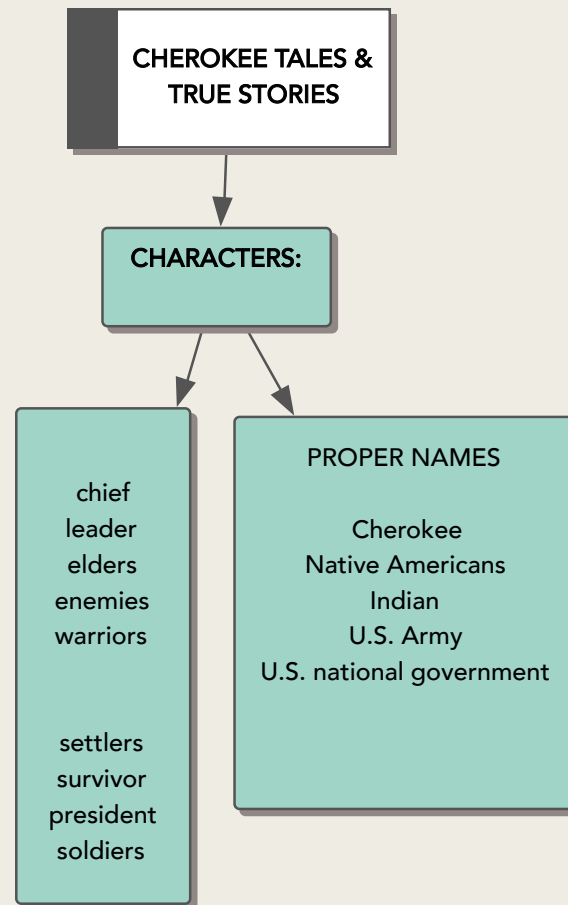 CHEROKEE TALES &
TRUE STORIES
CHARACTERS:
chief
leader
elders
enemies
warriors
settlers
survivor
president
soldiers
PROPER NAMES
Cherokee
Native Americans
Indian
U.S. Army
U.S. national government